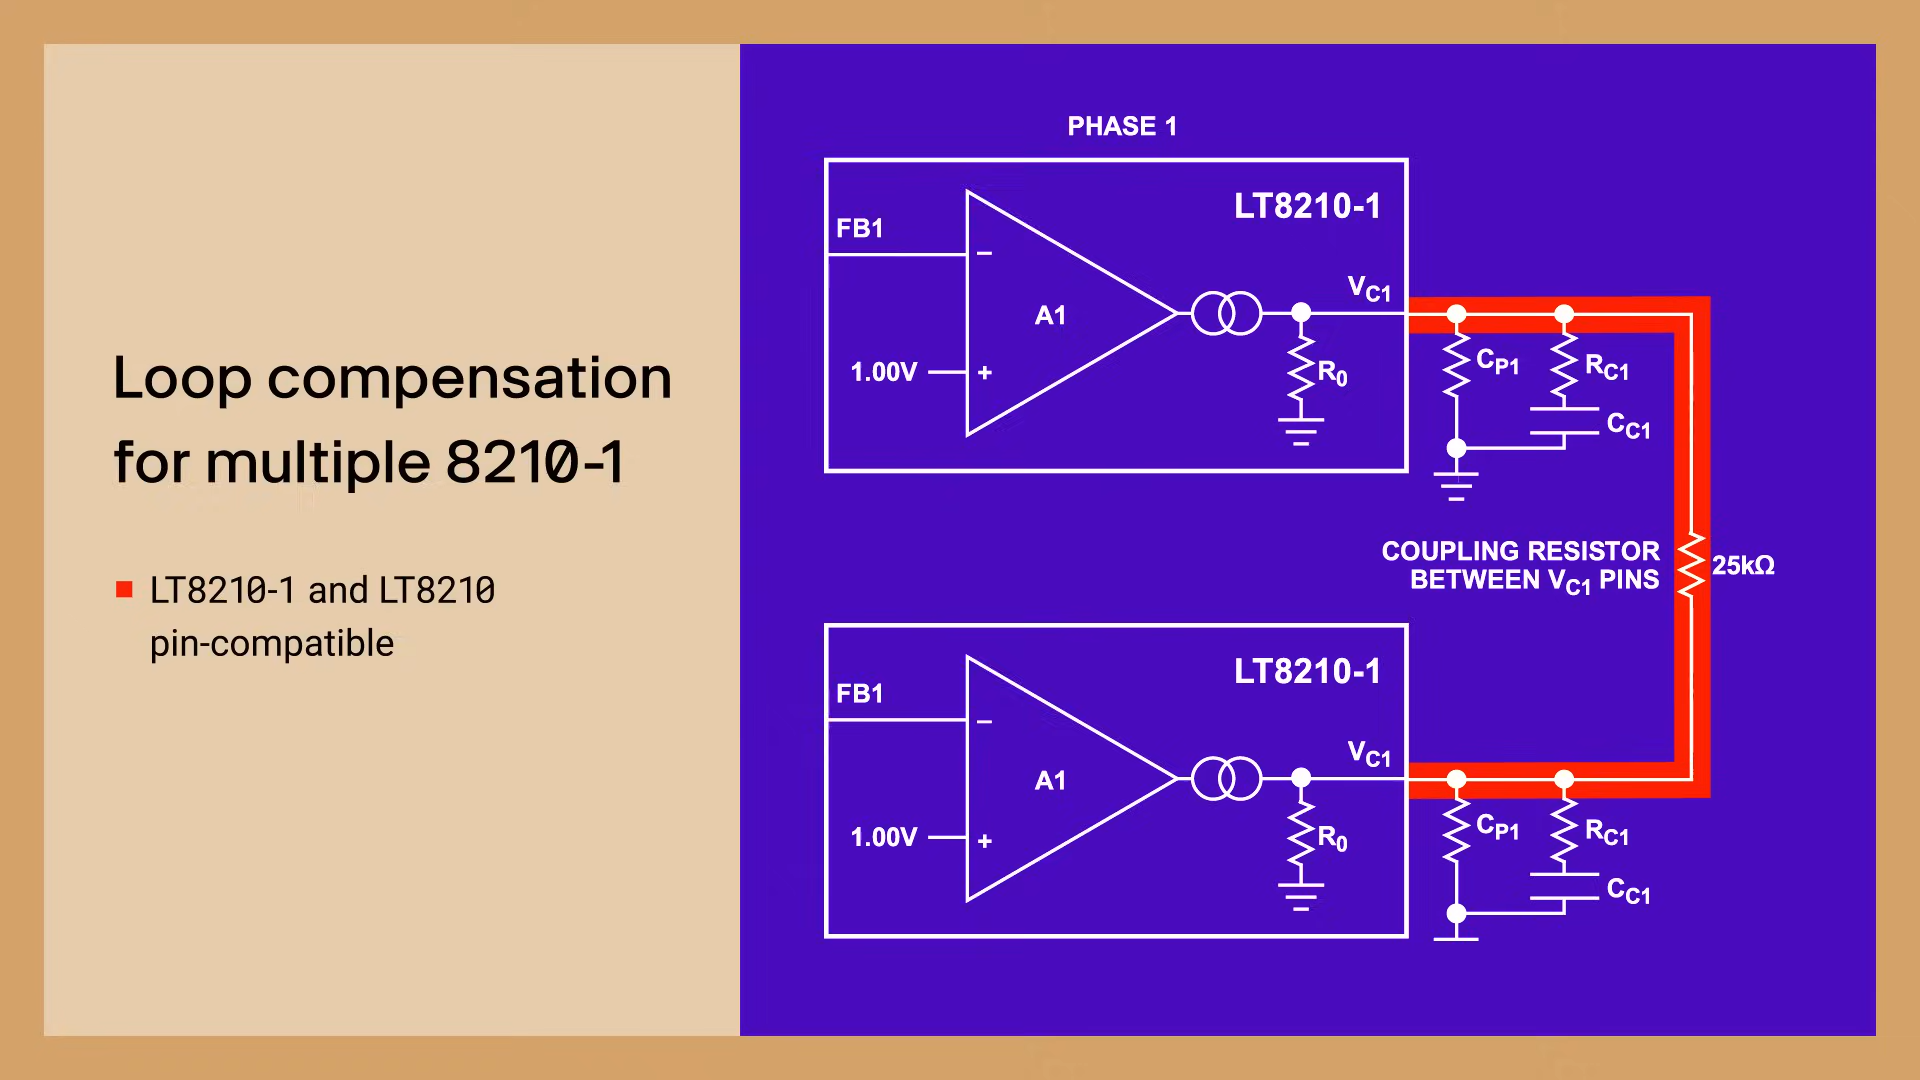 Loop compensation
for multiple 8210-1
LT8210-1 and LT8210
pin-compatible
PHASE 1
LT8210-1
FB1
VC1
A1
1.00V
R0
CP1
RC1
CC1
COUPLING RESISTOR
BETWEEN VC1 PINS
25kΩ
LT8210-1
FB1
VC1
A1
1.00V
R0
CP1
RC1
CC1